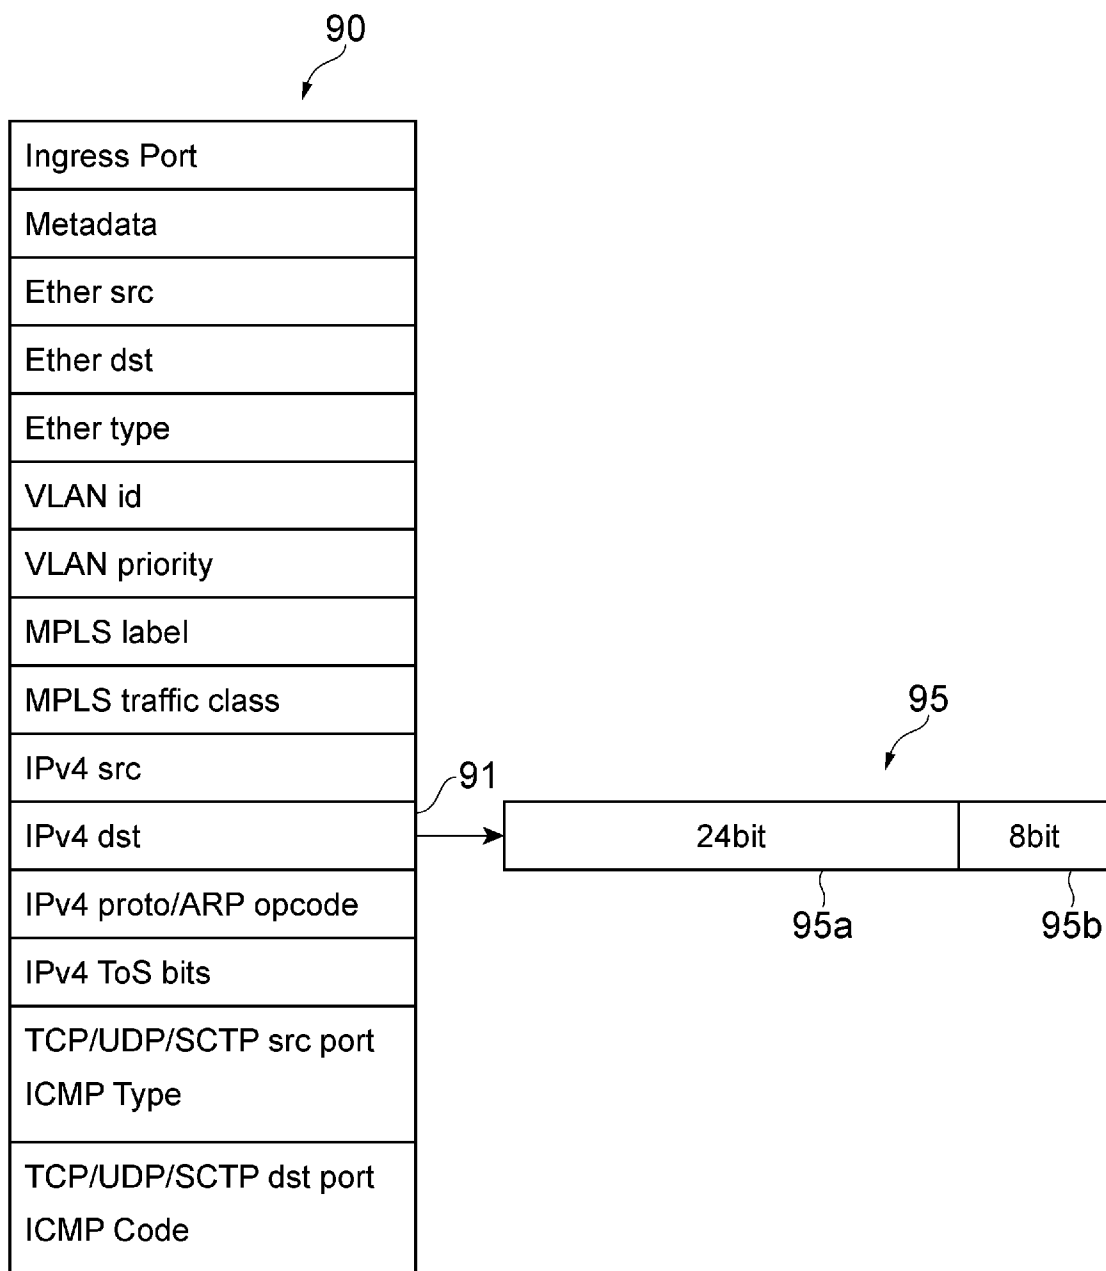 90
Ingress Port
Metadata
Ether src
Ether dst
Ether type
VLAN id
VLAN priority
MPLS label
MPLS traffic class
95
IPv4 src
91
IPv4 dst
24bit
8bit
IPv4 proto/ARP opcode
95a
95b
IPv4 ToS bits
TCP/UDP/SCTP src port
ICMP Type
TCP/UDP/SCTP dst port
ICMP Code